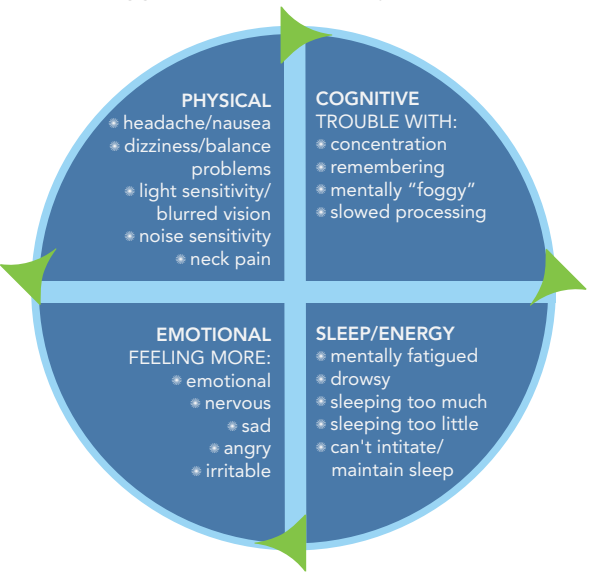 PHYSICAL
✺ headache/nausea
✺ dizziness/balance
problems
✺ light sensitivity/
blurred vision
✺ noise sensitivity
✺ neck pain
COGNITIVE
TROUBLE WITH:
✺ concentration
✺ remembering
✺ mentally “foggy”
✺ slowed processing
EMOTIONAL
FEELING MORE:
✺ emotional
✺ nervous
✺ sad
✺ angry
✺ irritable
SLEEP/ENERGY
✺ mentally fatigued
✺ drowsy
✺ sleeping too much
✺ sleeping too little
✺ can't intitate/
maintain sleep